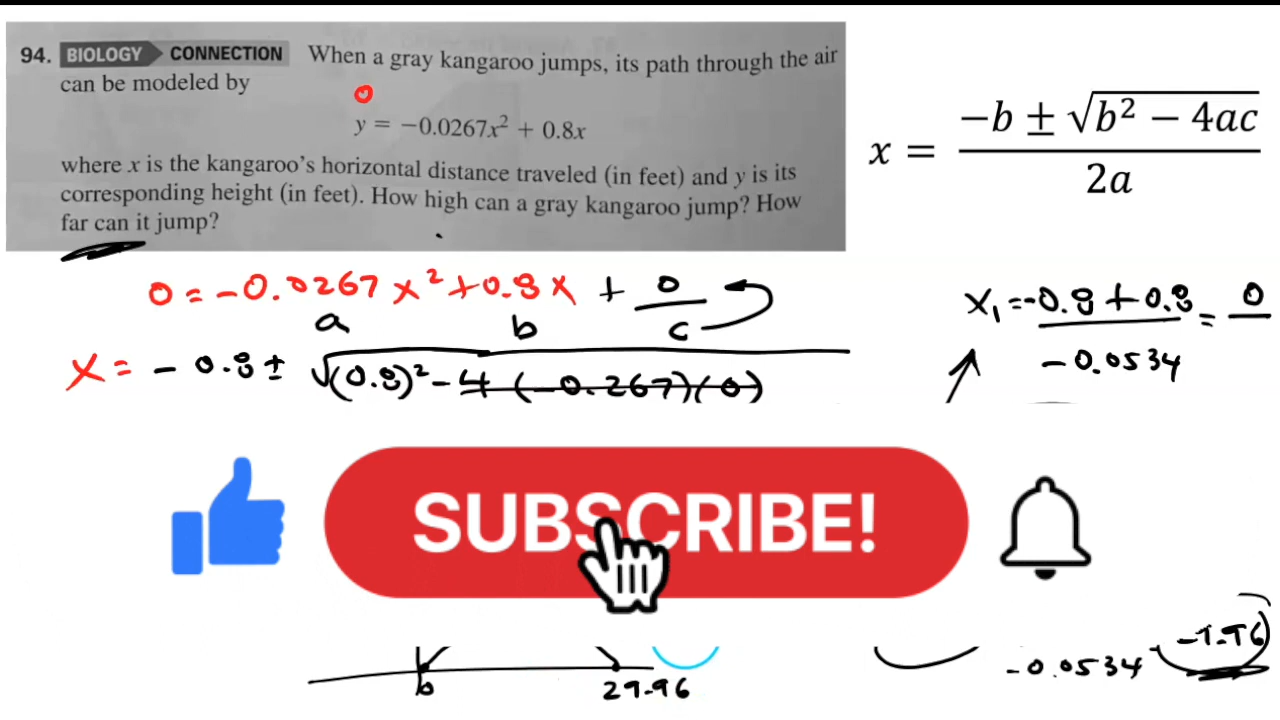 94. BIOLOGY CONNECTION When a gray kangaroo jumps, its path through the air
can be modeled by
y = −0.0267x² + 0.8x
where x is the kangaroo's horizontal distance traveled (in feet) and y is its
corresponding height (in feet). How high can a gray kangaroo jump? How
far can it jump?
x = (-b ± √(b² − 4ac)) / 2a
0 = -0.0267 x² + 0.8 x + 0
a b c
x = - 0.8 ± √(0.8)² - 4 (-0.267)(0)
x₁ = -0.8 + 0.8 / -0.0534 = 0
SUBSCRIBE!
29.96
-0.0534